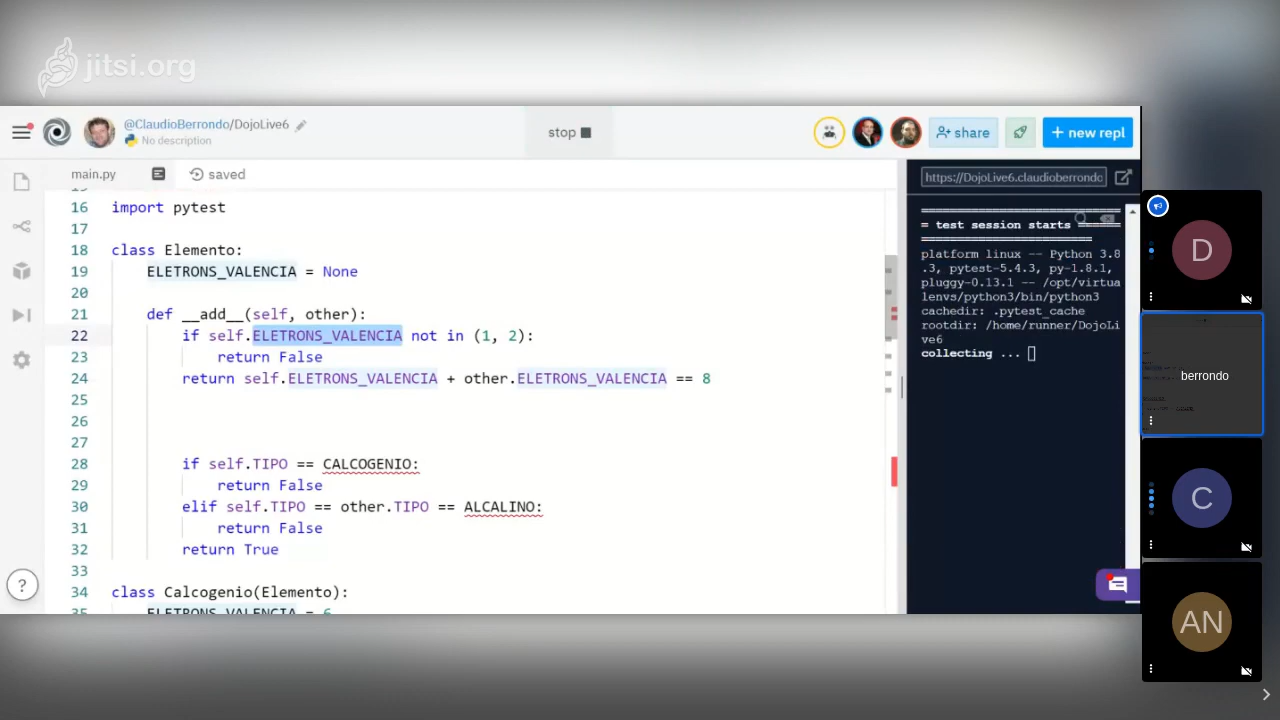 jitsi.org
@ClaudioBerrondo/DojoLive6
No description
stop
share
+ new repl
main.py
saved
https://DojoLive6.claudioberrondo
16 import pytest
17
18 class Elemento:
19 ELETRONS_VALENCIA = None
20
21 def __add__(self, other):
22 if self.ELETRONS_VALENCIA not in (1, 2):
23 return False
24 return self.ELETRONS_VALENCIA + other.ELETRONS_VALENCIA == 8
25
26
27
28 if self.TIPO == CALCOGENIO:
29 return False
30 elif self.TIPO == other.TIPO == ALCALINO:
31 return False
32 return True
33
34 class Calcogenio(Elemento):
35 ELETRONS_VALENCIA = 6
?
= test session starts
platform linux -- Python 3.8
.3, pytest-5.4.3, py-1.8.1,
pluggy-0.13.1 -- /opt/virtua
lenvs/python3/bin/python3
cachedir: .pytest_cache
rootdir: /home/runner/DojoLi
ve6
collecting ...
D
berrondo
C
AN